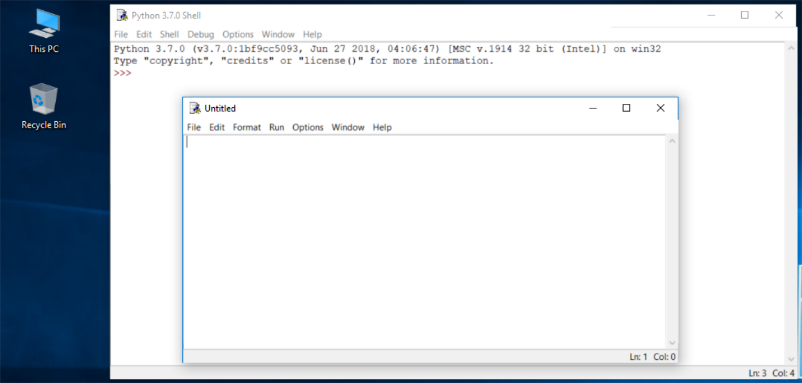 This PC
Recycle Bin
Python 3.7.0 Shell
File Edit Shell Debug Options Window Help
Python 3.7.0 (v3.7.0:1bf9cc5093, Jun 27 2018, 04:06:47) [MSC v.1914 32 bit (Intel)] on win32
Type "copyright", "credits" or "license()" for more information.
>>>
Untitled
File Edit Format Run Options Window Help
Ln: 1 Col: 0
Ln: 3 Col: 4